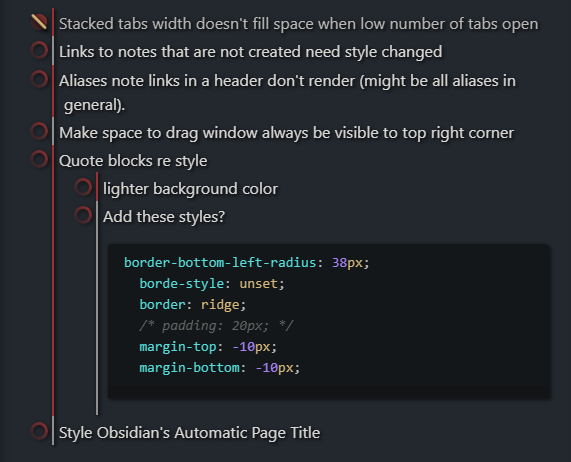 Stacked tabs width doesn't fill space when low number of tabs open
Links to notes that are not created need style changed
Aliases note links in a header don't render (might be all aliases in
general).
Make space to drag window always be visible to top right corner
Quote blocks re style
lighter background color
Add these styles?
border-bottom-left-radius: 38px;
borde-style: unset;
border: ridge;
/* padding: 20px; */
margin-top: -10px;
margin-bottom: -10px;
Style Obsidian's Automatic Page Title